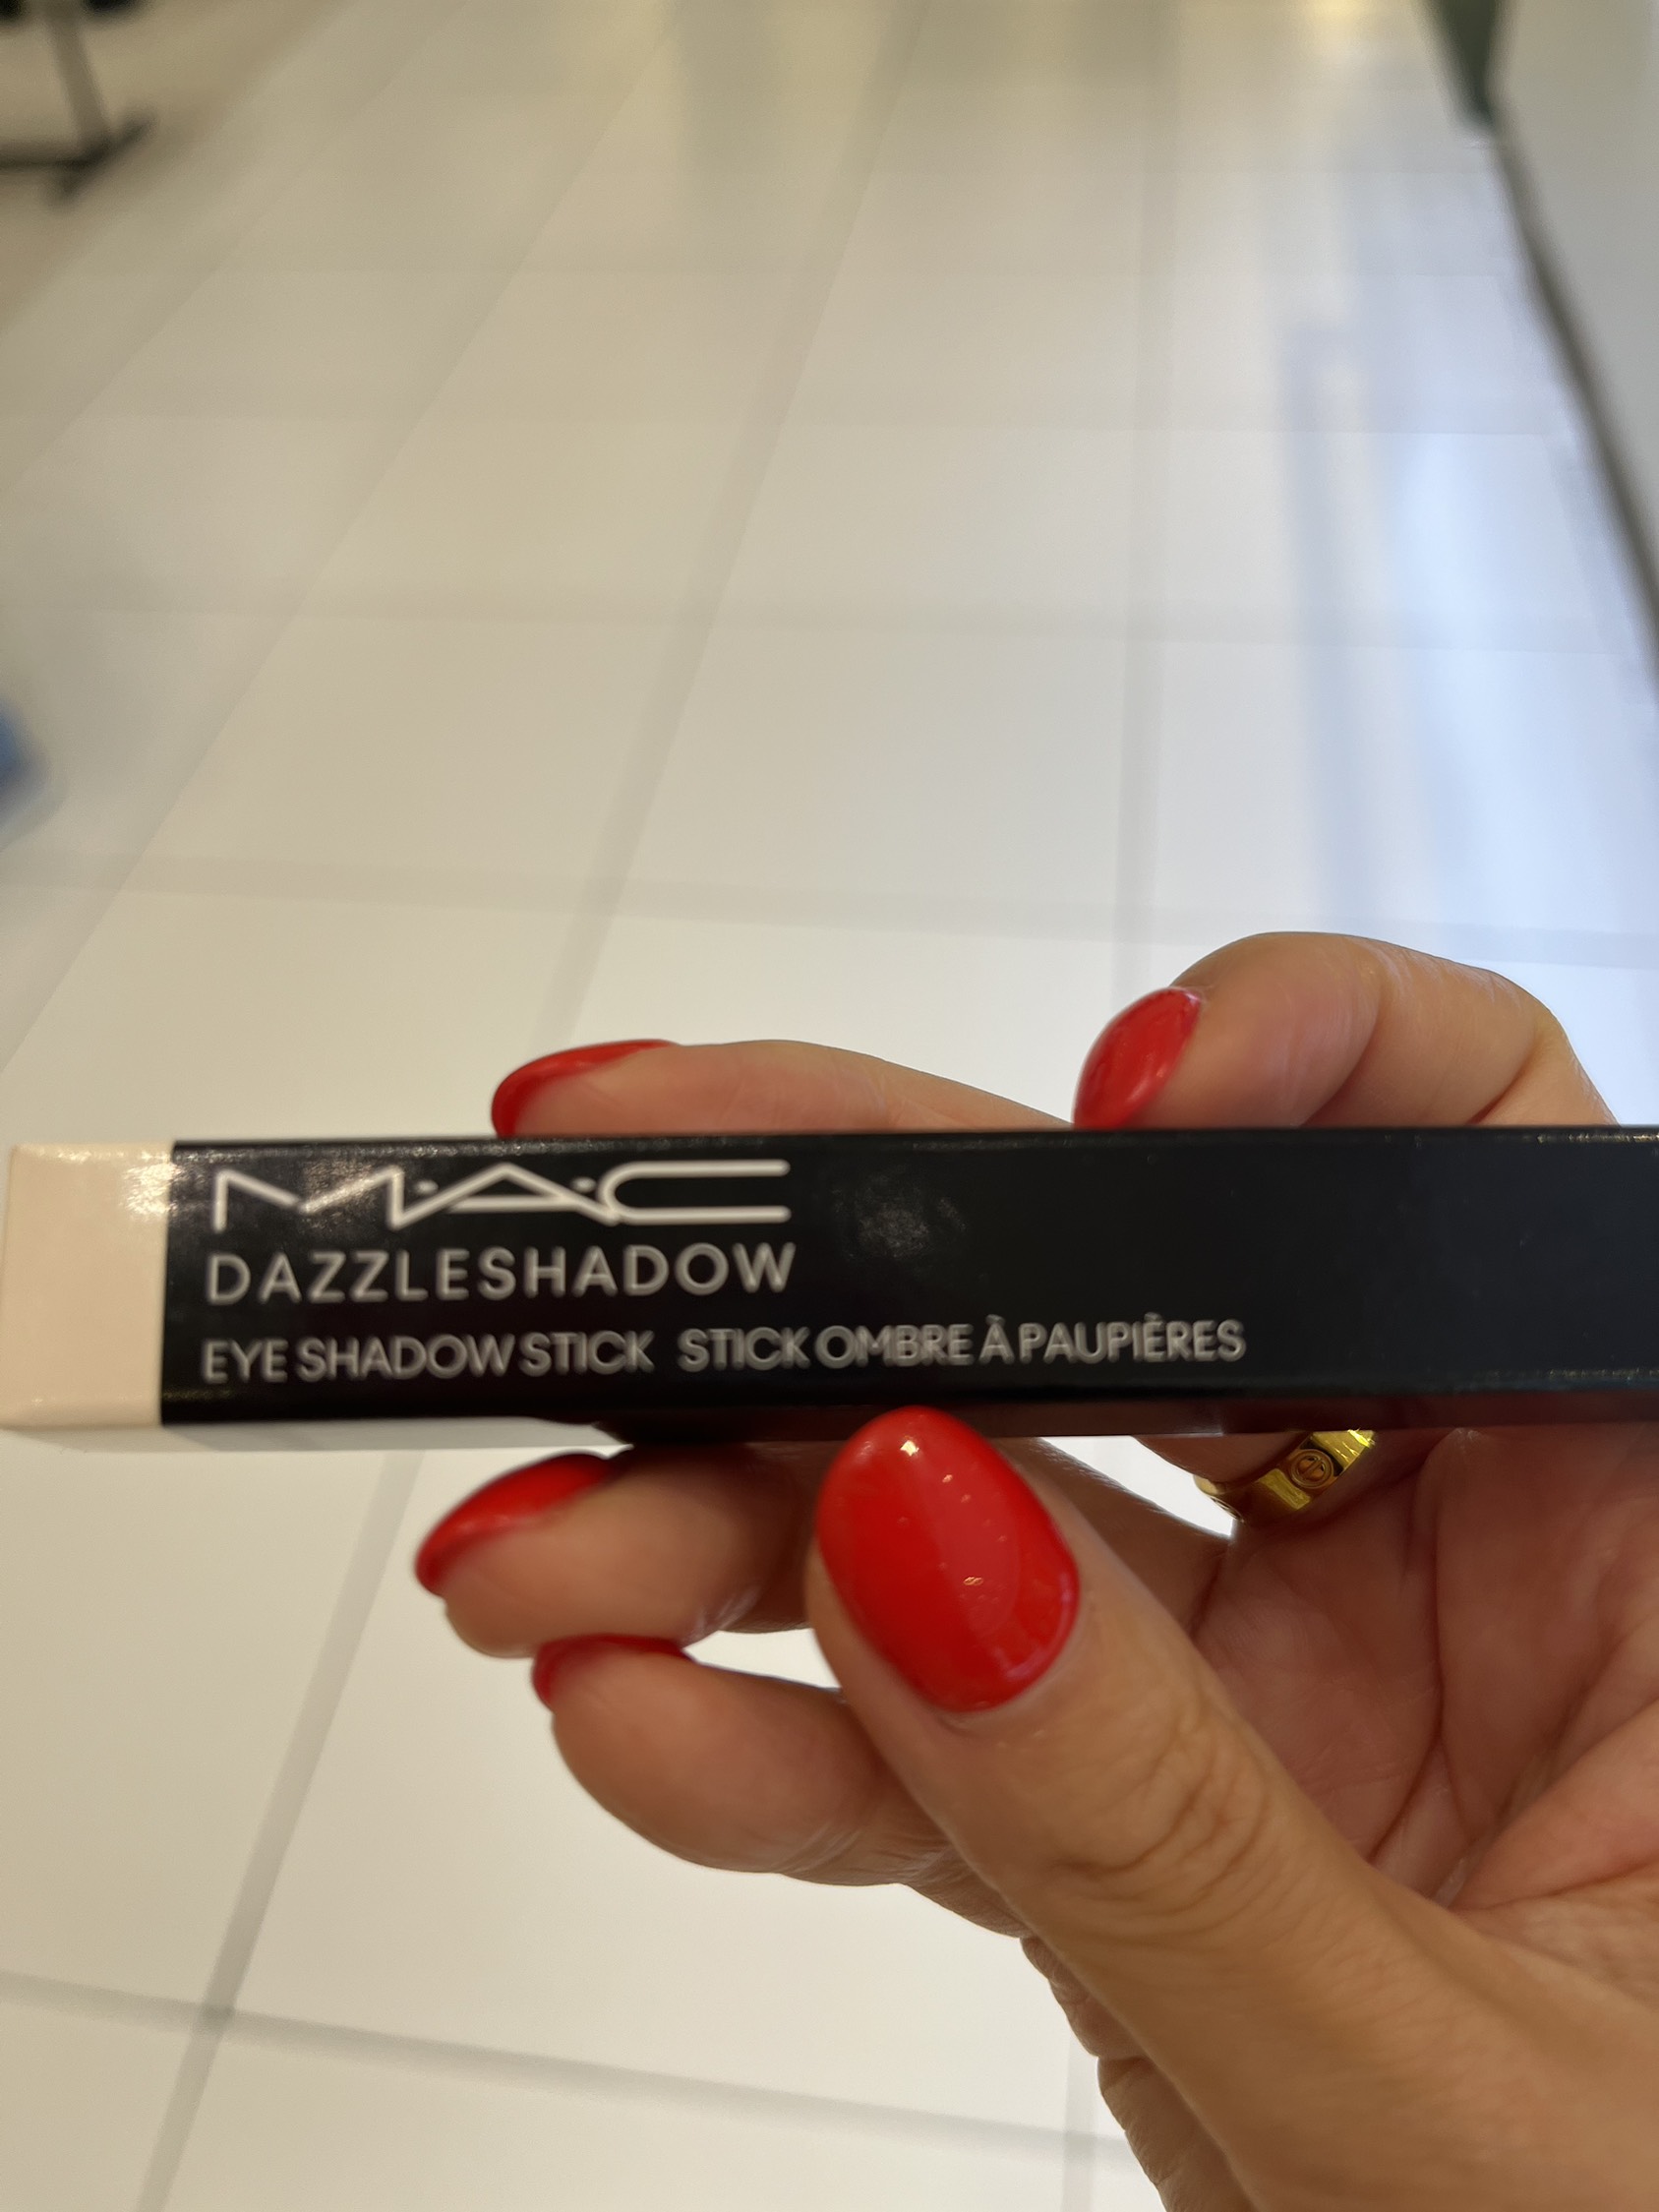 M·A·C
DAZZLESHADOW
EYE SHADOW STICK STICK OMBRE À PAUPIÈRES